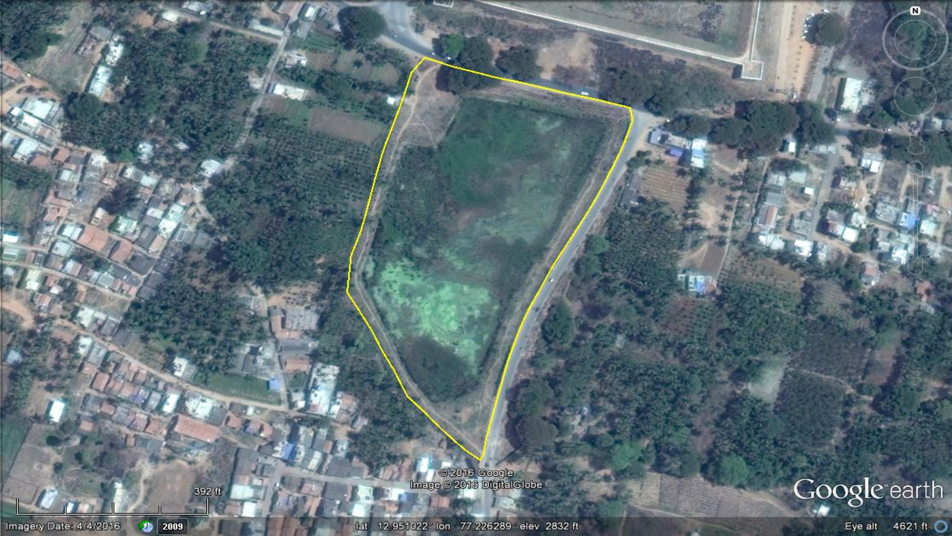 N
© 2016 Google
Image © 2016 DigitalGlobe
Google earth
392 ft
Imagery Date: 4/4/2016 2009 lat 12.951022° lon 77.226289° elev 2832 ft Eye alt 4621 ft